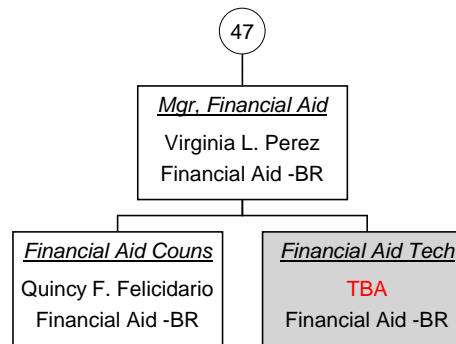 47
Mgr, Financial Aid
Virginia L. Perez
Financial Aid -BR
Financial Aid Couns
Quincy F. Felicidario
Financial Aid -BR
Financial Aid Tech
TBA
Financial Aid -BR